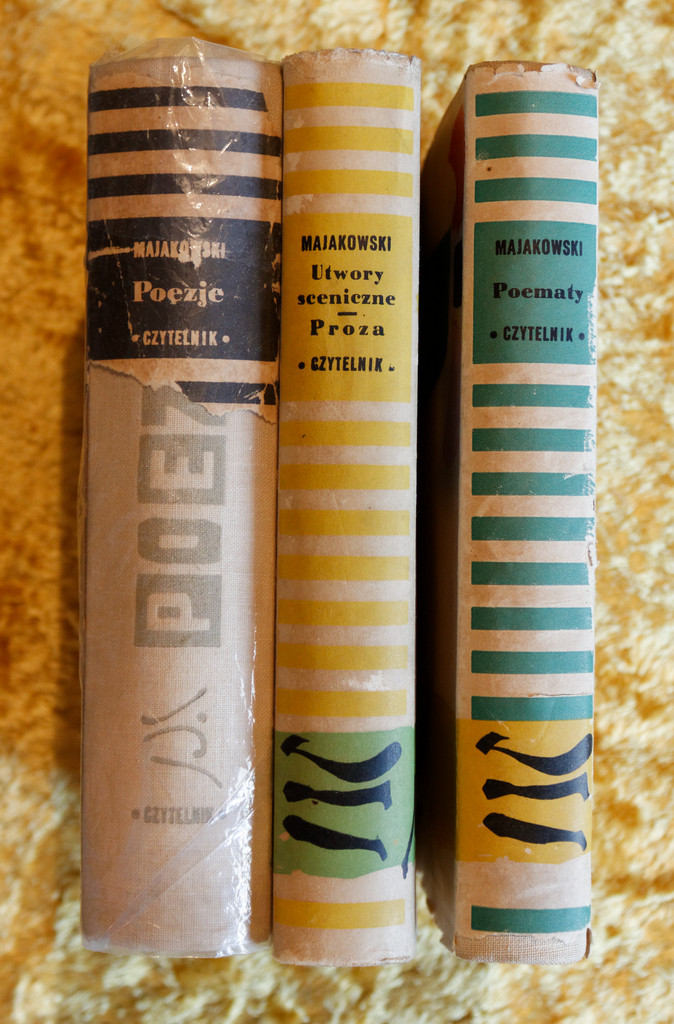 MAJAKOWSKI
Poezje
• CZYTELNIK •
POEZ
• CZYTELNIK •
MAJAKOWSKI
Utwory
sceniczne
—
Proza
• CZYTELNIK •
MAJAKOWSKI
Poematy
• CZYTELNIK •